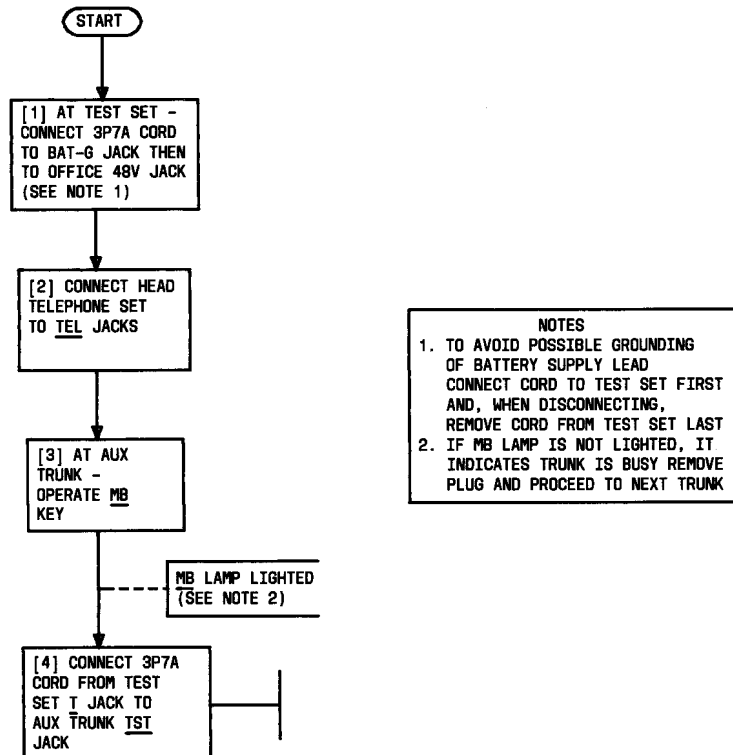 START
[1] AT TEST SET -
CONNECT 3P7A CORD
TO BAT-G JACK THEN
TO OFFICE 48V JACK
(SEE NOTE 1)
[2] CONNECT HEAD
TELEPHONE SET
TO TEL JACKS
[3] AT AUX
TRUNK -
OPERATE MB
KEY
MB LAMP LIGHTED
(SEE NOTE 2)
[4] CONNECT 3P7A
CORD FROM TEST
SET T JACK TO
AUX TRUNK TST
JACK
NOTES
1. TO AVOID POSSIBLE GROUNDING
OF BATTERY SUPPLY LEAD
CONNECT CORD TO TEST SET FIRST
AND, WHEN DISCONNECTING,
REMOVE CORD FROM TEST SET LAST
2. IF MB LAMP IS NOT LIGHTED, IT
INDICATES TRUNK IS BUSY REMOVE
PLUG AND PROCEED TO NEXT TRUNK